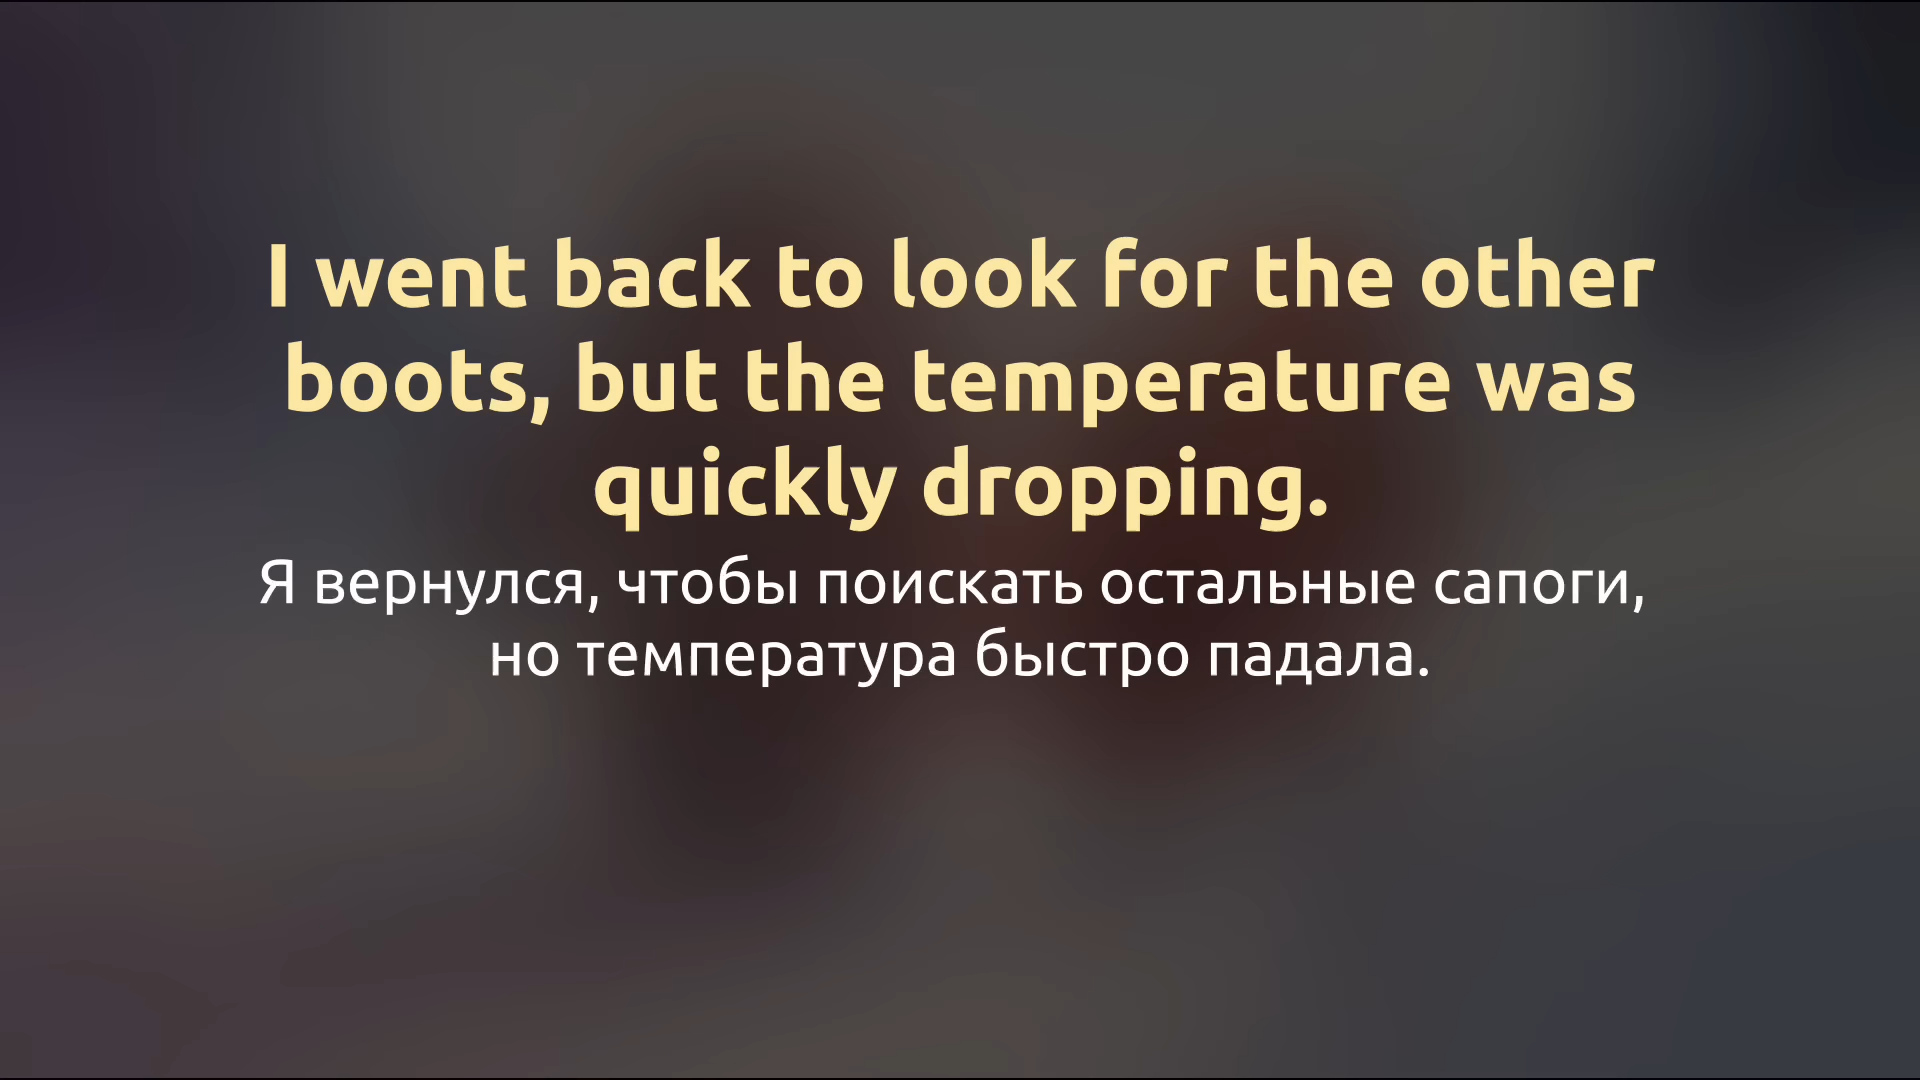 I went back to look for the other
boots, but the temperature was
quickly dropping.
Я вернулся, чтобы поискать остальные сапоги,
но температура быстро падала.